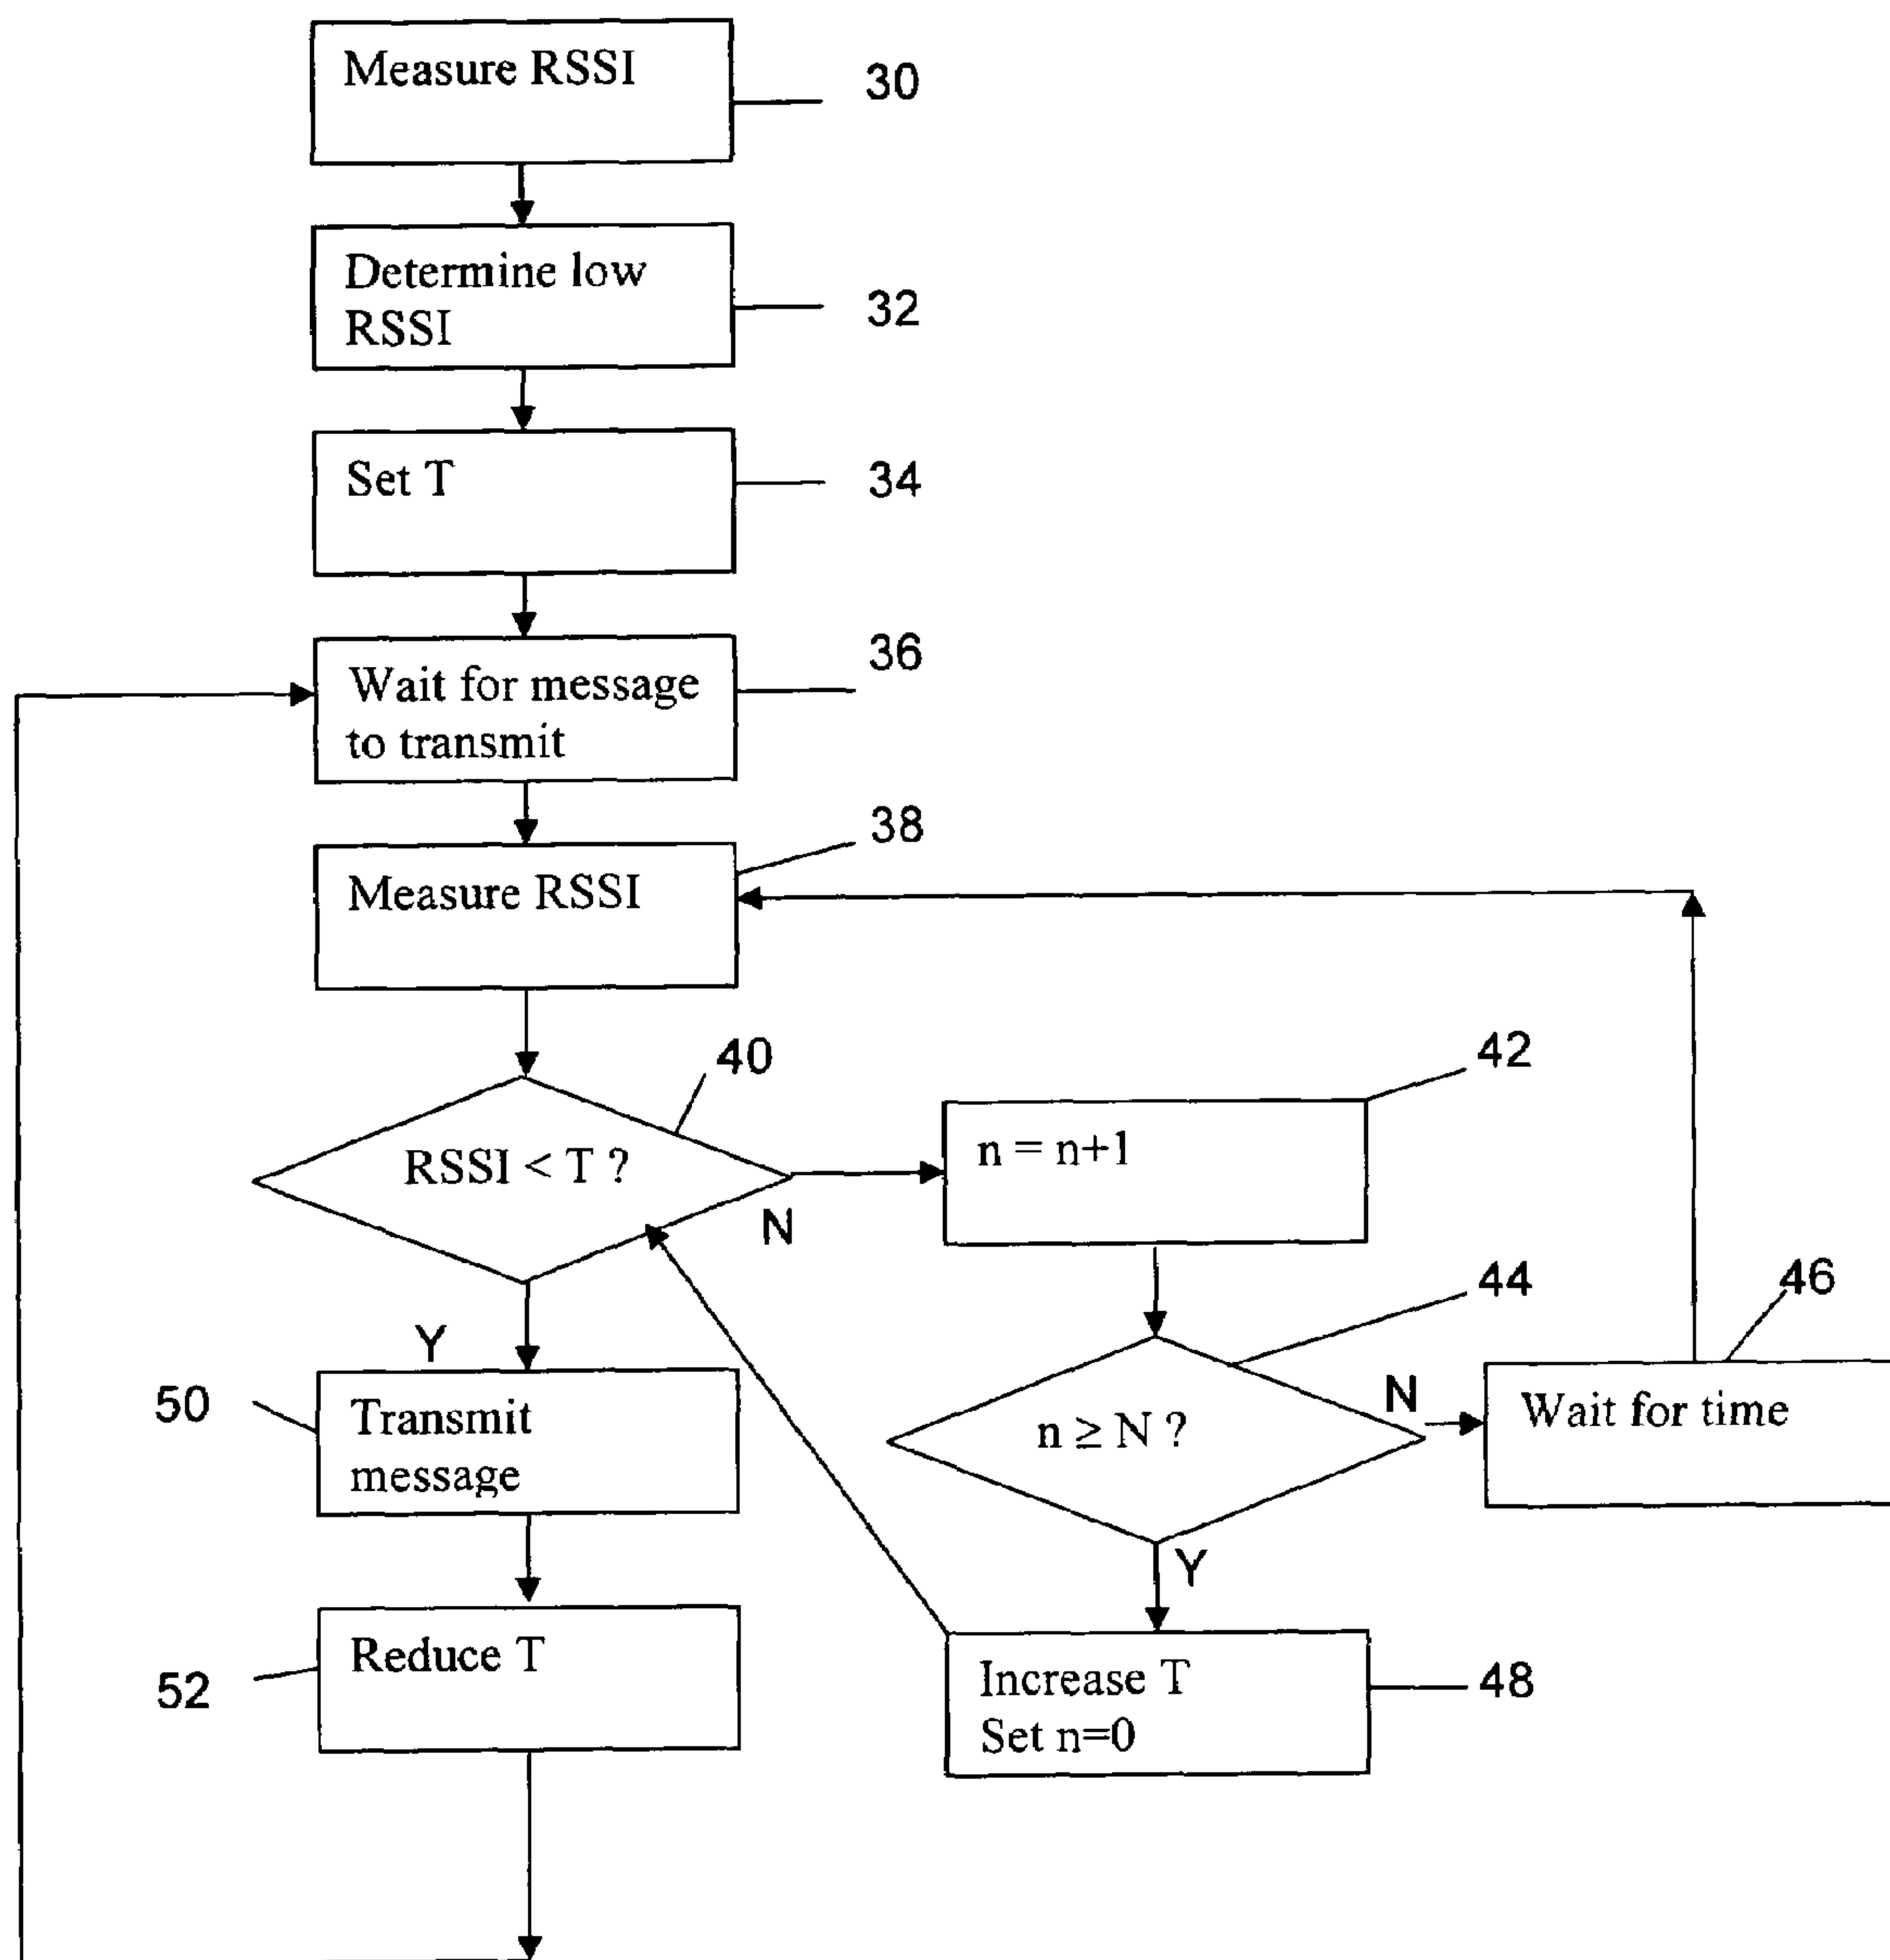 Measure RSSI
30
Determine low
RSSI
32
Set T
34
Wait for message
to transmit
36
Measure RSSI
38
RSSI < T ?
40
N
Y
n = n+1
42
n ≥ N ?
44
N
Y
Wait for time
46
Transmit
message
50
Increase T
Set n=0
48
Reduce T
52